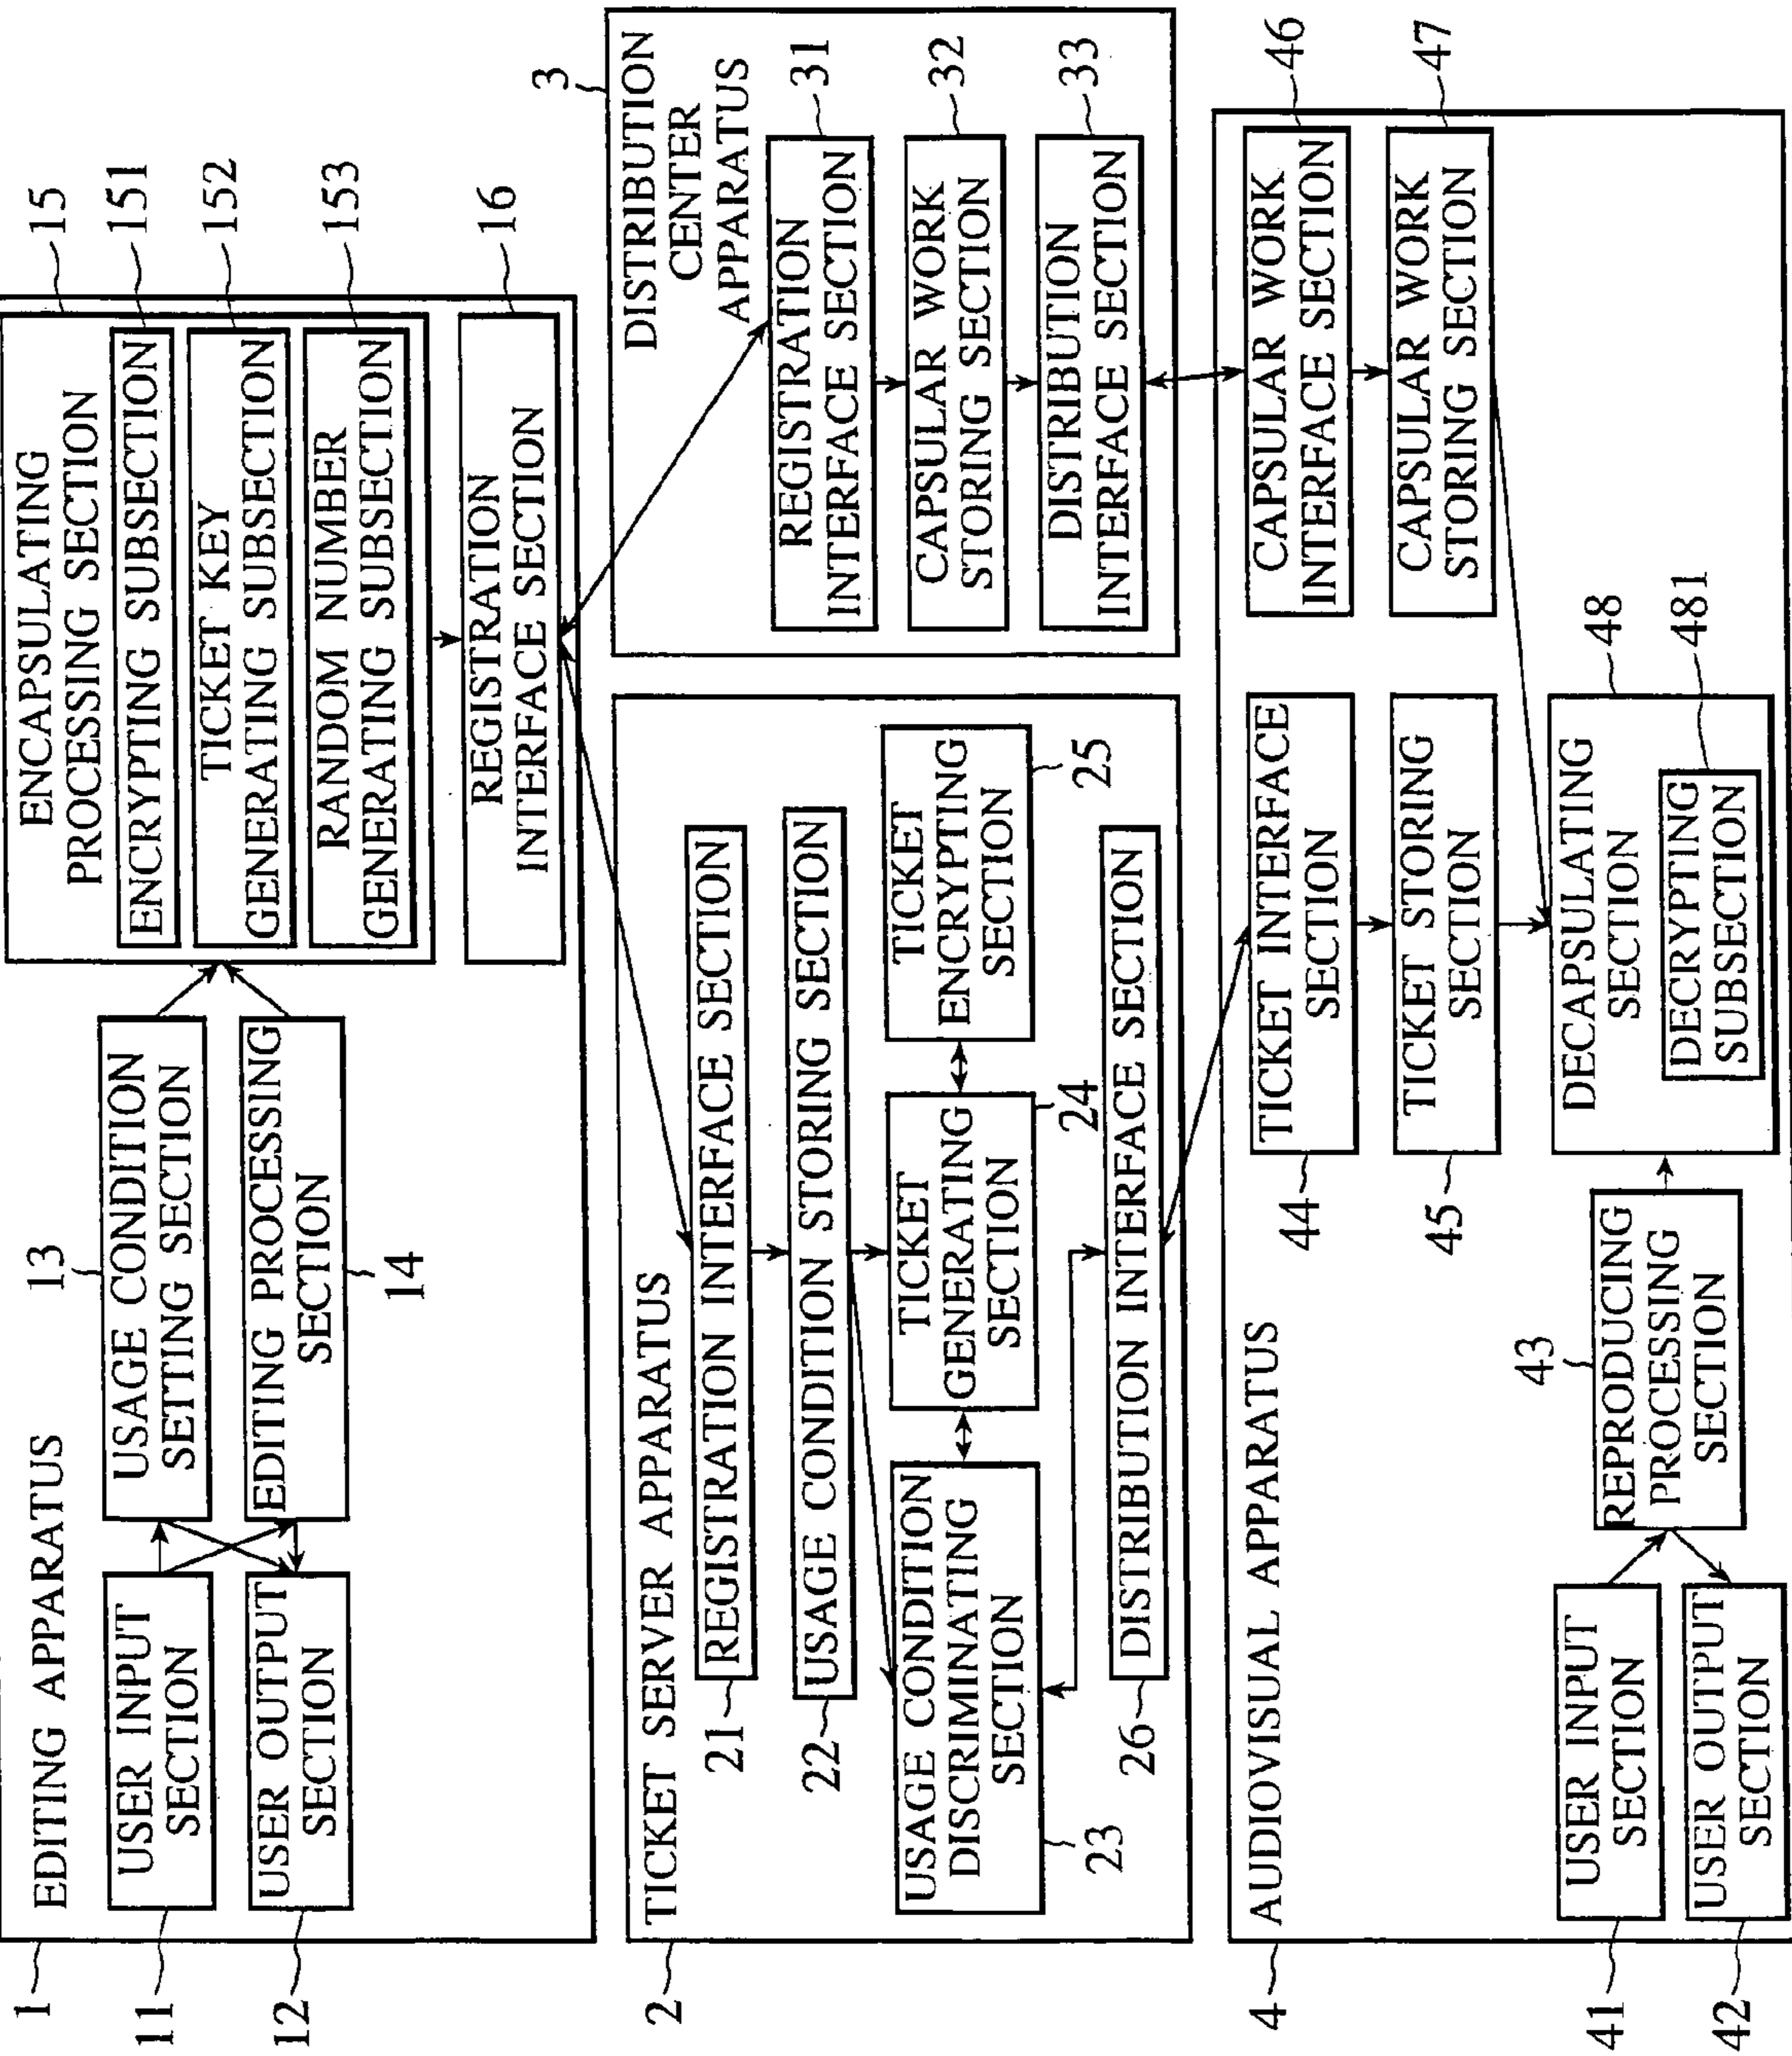 1
EDITING APPARATUS
11
USER INPUT
SECTION
12
USER OUTPUT
SECTION
13
USAGE CONDITION
SETTING SECTION
EDITING PROCESSING
SECTION
14
15
ENCAPSULATING
PROCESSING SECTION
151
ENCRYPTING SUBSECTION
152
TICKET KEY
GENERATING SUBSECTION
153
RANDOM NUMBER
GENERATING SUBSECTION
16
REGISTRATION
INTERFACE SECTION
2
TICKET SERVER APPARATUS
21
REGISTRATION INTERFACE SECTION
22
USAGE CONDITION STORING SECTION
USAGE CONDITION
DISCRIMINATING
SECTION
23
TICKET
GENERATING
SECTION
24
TICKET
ENCRYPTING
SECTION
25
26
DISTRIBUTION INTERFACE SECTION
3
DISTRIBUTION
CENTER
APPARATUS
31
REGISTRATION
INTERFACE SECTION
32
CAPSULAR WORK
STORING SECTION
33
DISTRIBUTION
INTERFACE SECTION
4
AUDIOVISUAL APPARATUS
41
USER INPUT
SECTION
42
USER OUTPUT
SECTION
43
REPRODUCING
PROCESSING
SECTION
44
TICKET INTERFACE
SECTION
45
TICKET STORING
SECTION
46
CAPSULAR WORK
INTERFACE SECTION
47
CAPSULAR WORK
STORING SECTION
48
DECAPSULATING
SECTION
481
DECRYPTING
SUBSECTION